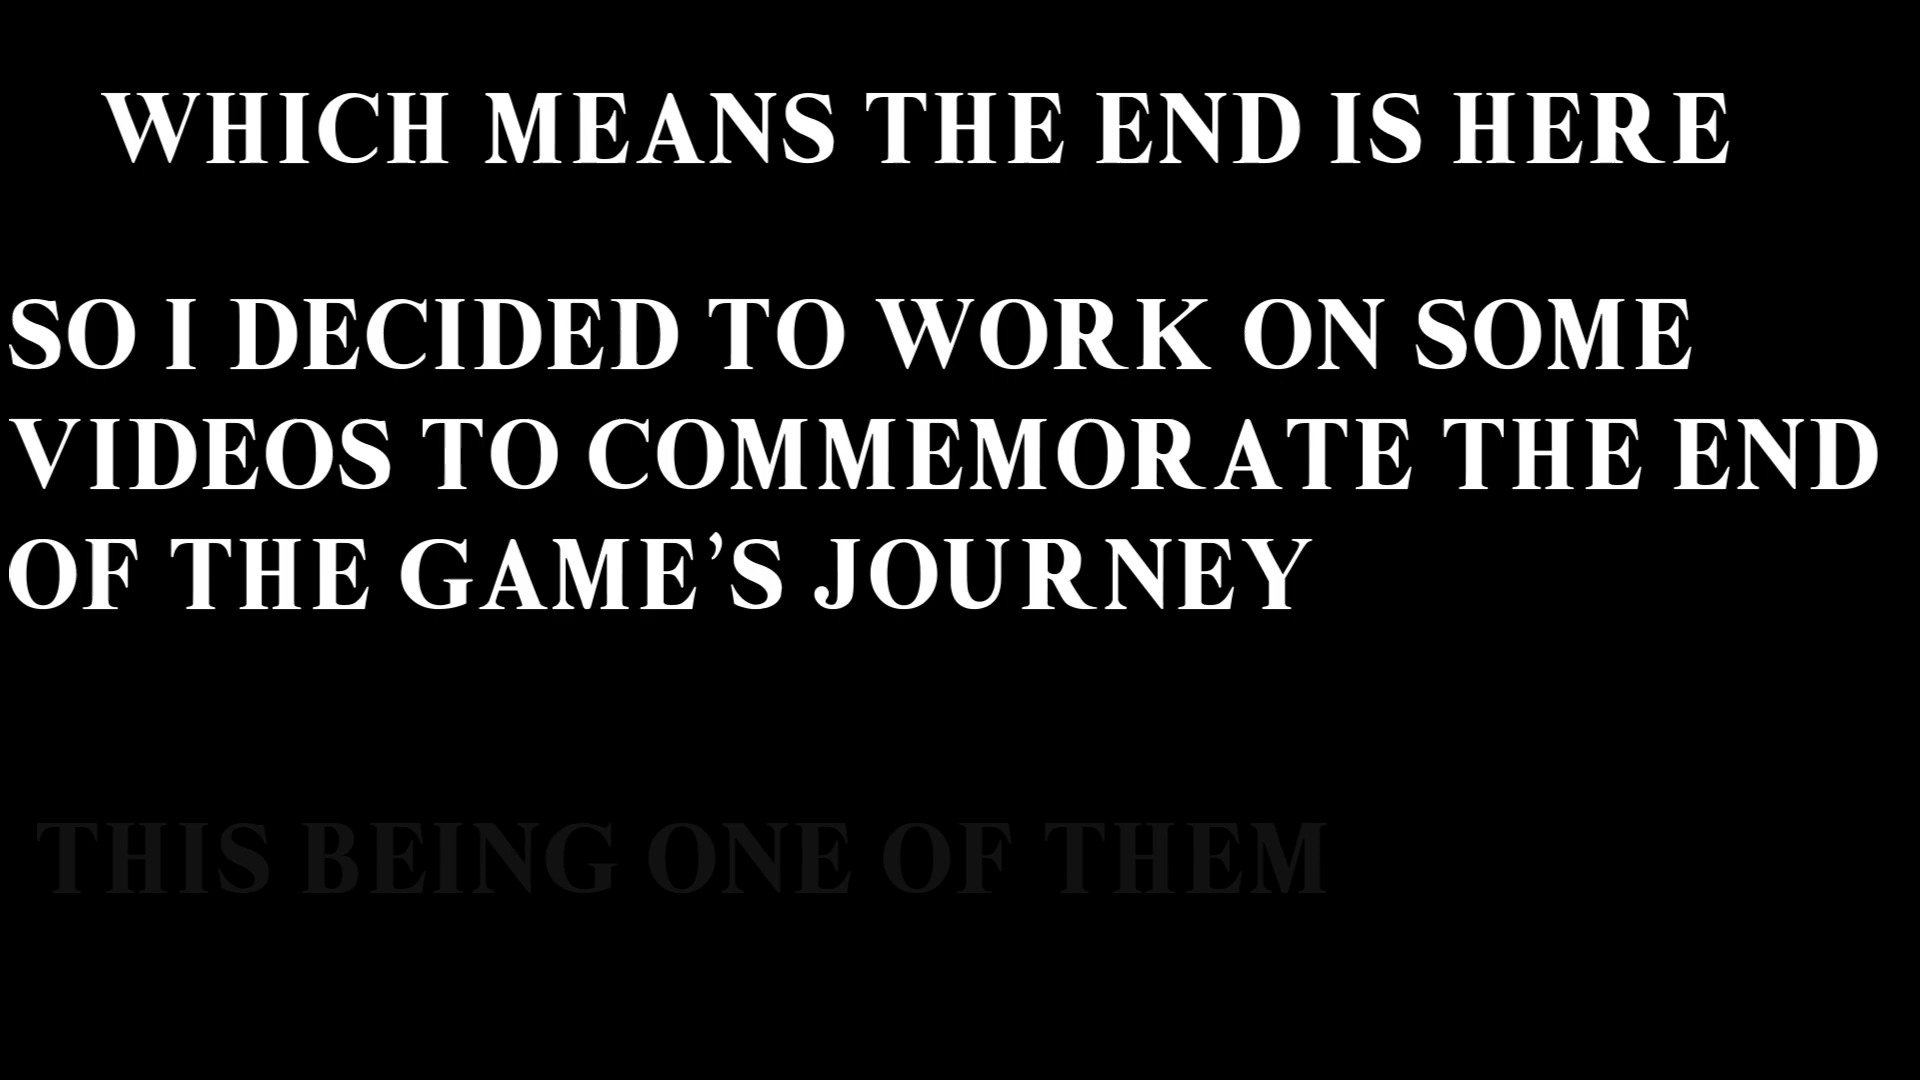 WHICH MEANS THE END IS HERE
SO I DECIDED TO WORK ON SOME
VIDEOS TO COMMEMORATE THE END
OF THE GAME’S JOURNEY
THIS BEING ONE OF THEM